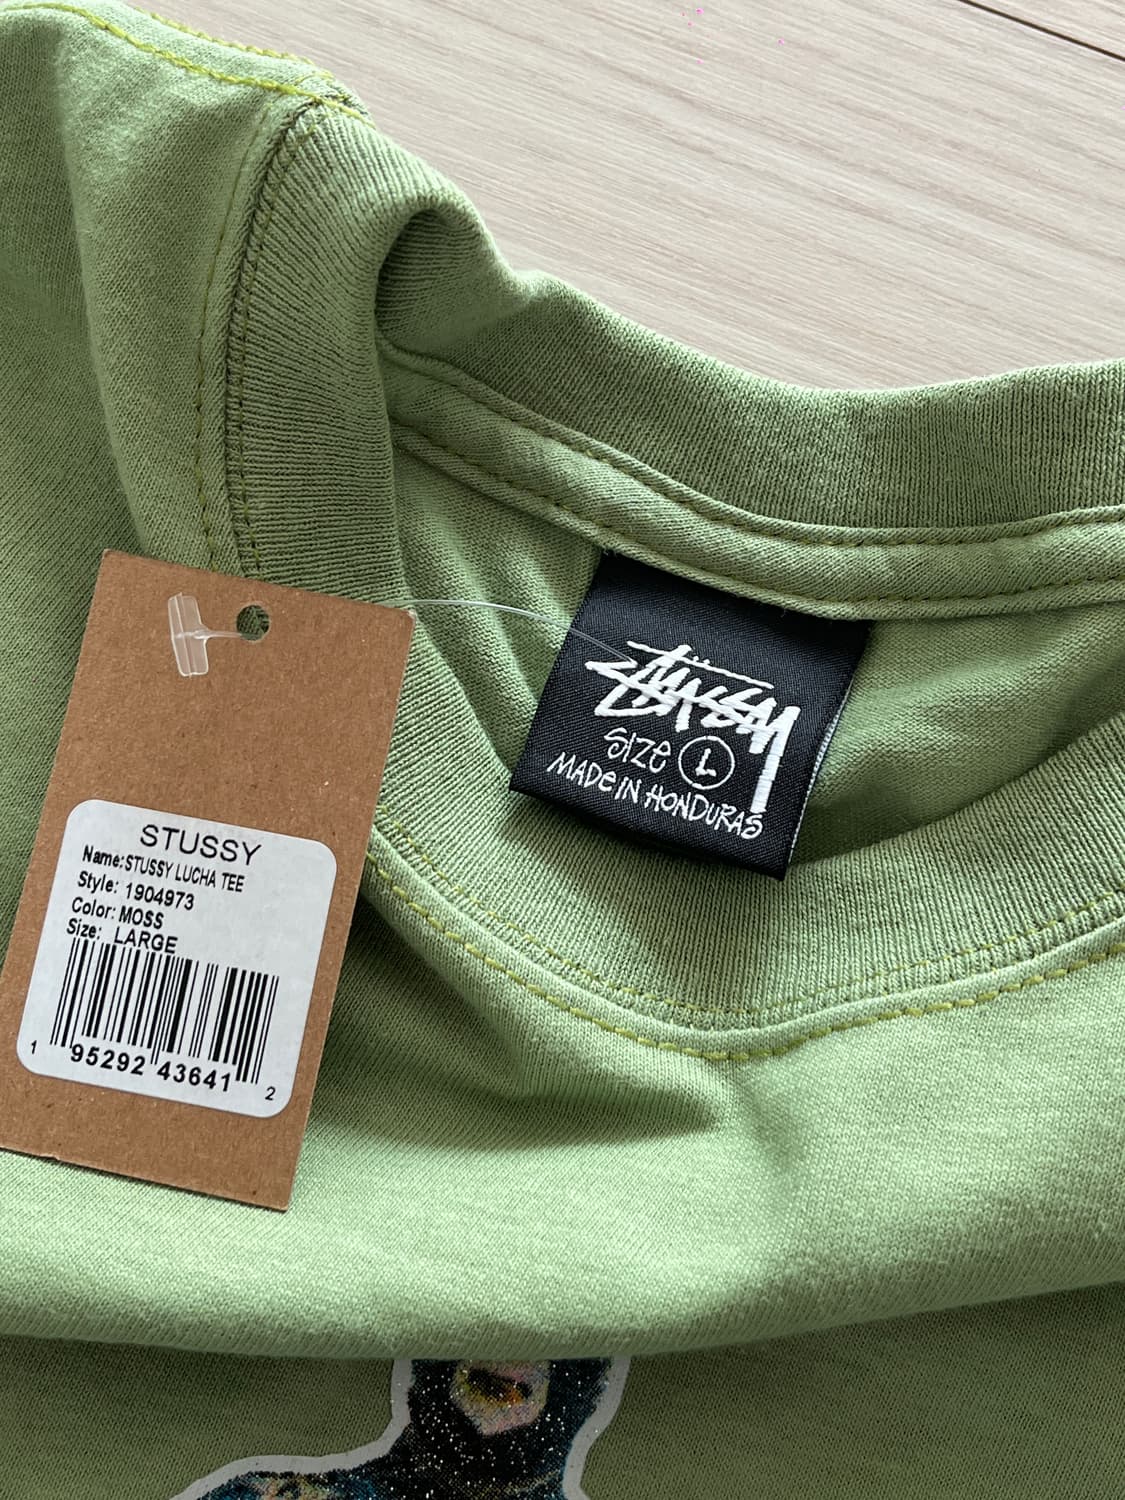 STUSSY
Name:STUSSY LUCHA TEE
Style: 1904973
Color: MOSS
Size: LARGE
1 95292 43641 2
STÜSSY
SIZE L
MADE IN HONDURAS